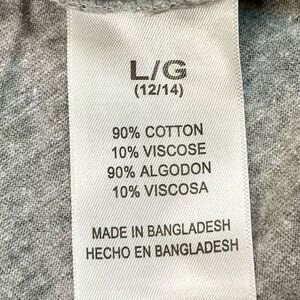 L/G
(12/14)
90% COTTON
10% VISCOSE
90% ALGODON
10% VISCOSA
MADE IN BANGLADESH
HECHO EN BANGLADESH